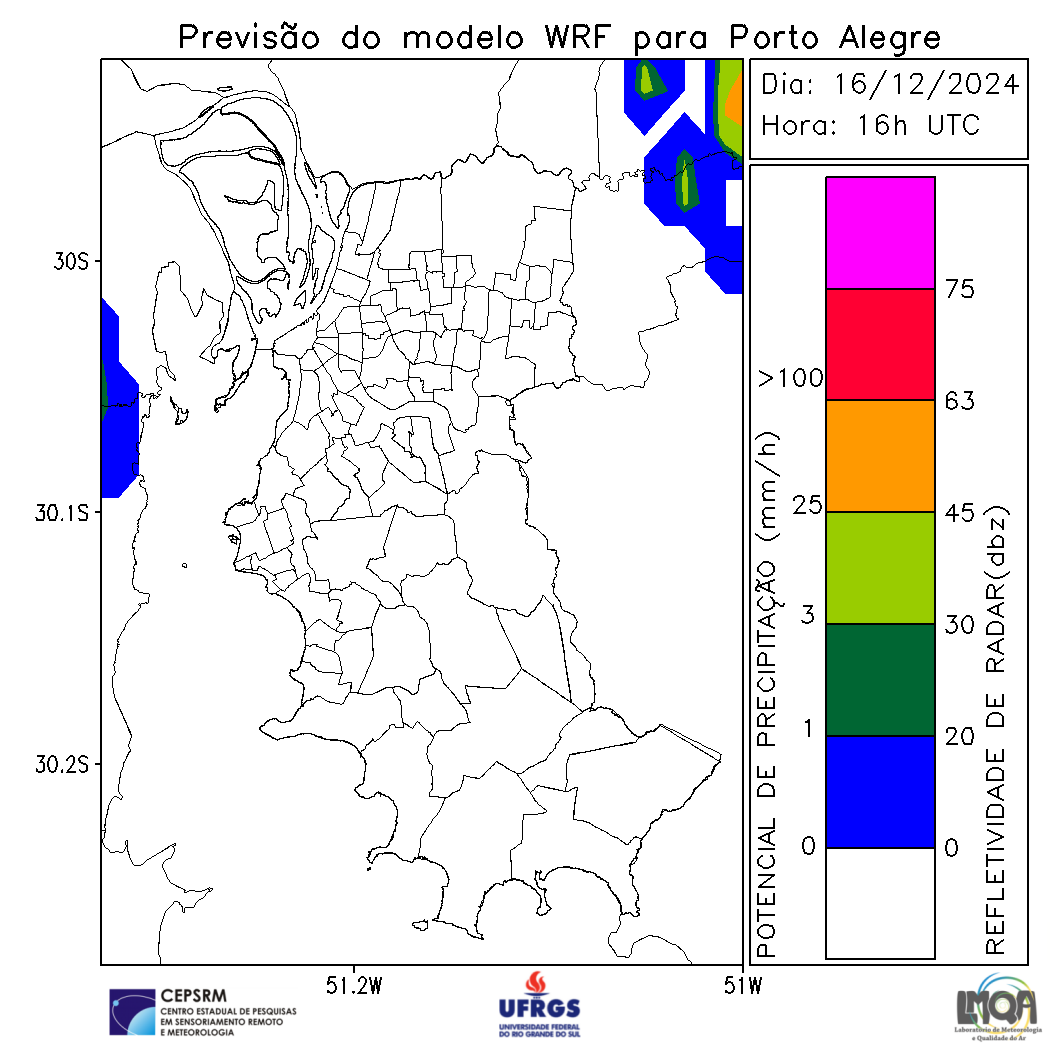 Previsão do modelo WRF para Porto Alegre
Dia: 16/12/2024
Hora: 16h UTC
30S
30.1S
30.2S
51.2W
51W
POTENCIAL DE PRECIPITAÇÃO (mm/h)
>100
25
3
1
0
75
63
45
30
20
0
REFLETIVIDADE DE RADAR(dbz)
CEPSRM
CENTRO ESTADUAL DE PESQUISAS
EM SENSORIAMENTO REMOTO
E METEOROLOGIA
UFRGS
UNIVERSIDADE FEDERAL
DO RIO GRANDE DO SUL
LMQA
Laboratório de Meteorologia
e Qualidade do Ar